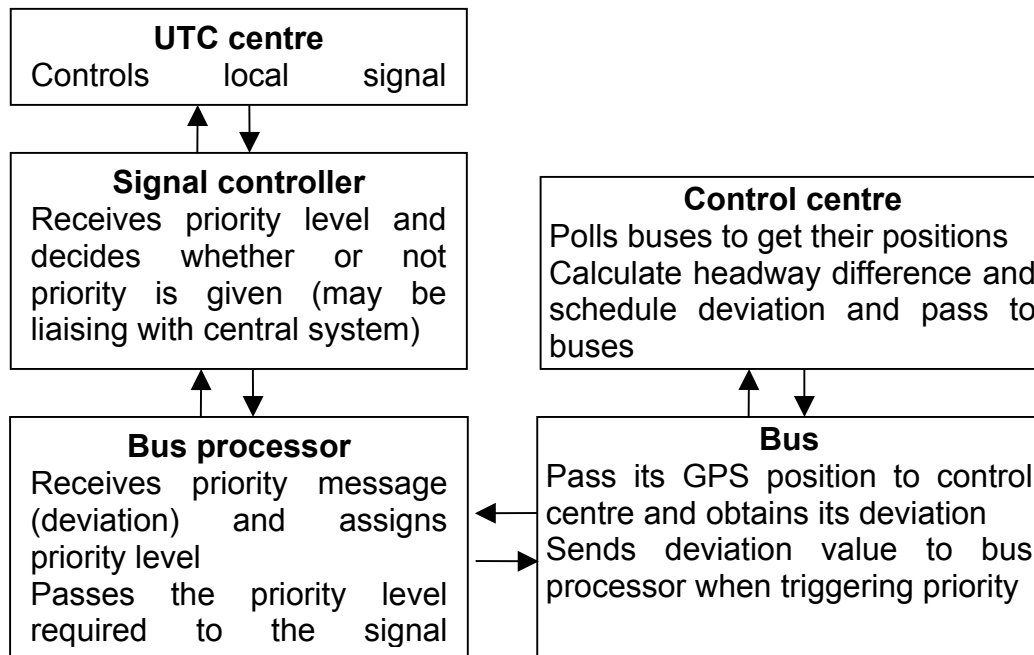 UTC centre
Controls local signal
Signal controller
Receives priority level and
decides whether or not
priority is given (may be
liaising with central system)
Control centre
Polls buses to get their positions
Calculate headway difference and
schedule deviation and pass to
buses
Bus processor
Receives priority message
(deviation) and assigns
priority level
Passes the priority level
required to the signal
Bus
Pass its GPS position to control
centre and obtains its deviation
Sends deviation value to bus
processor when triggering priority